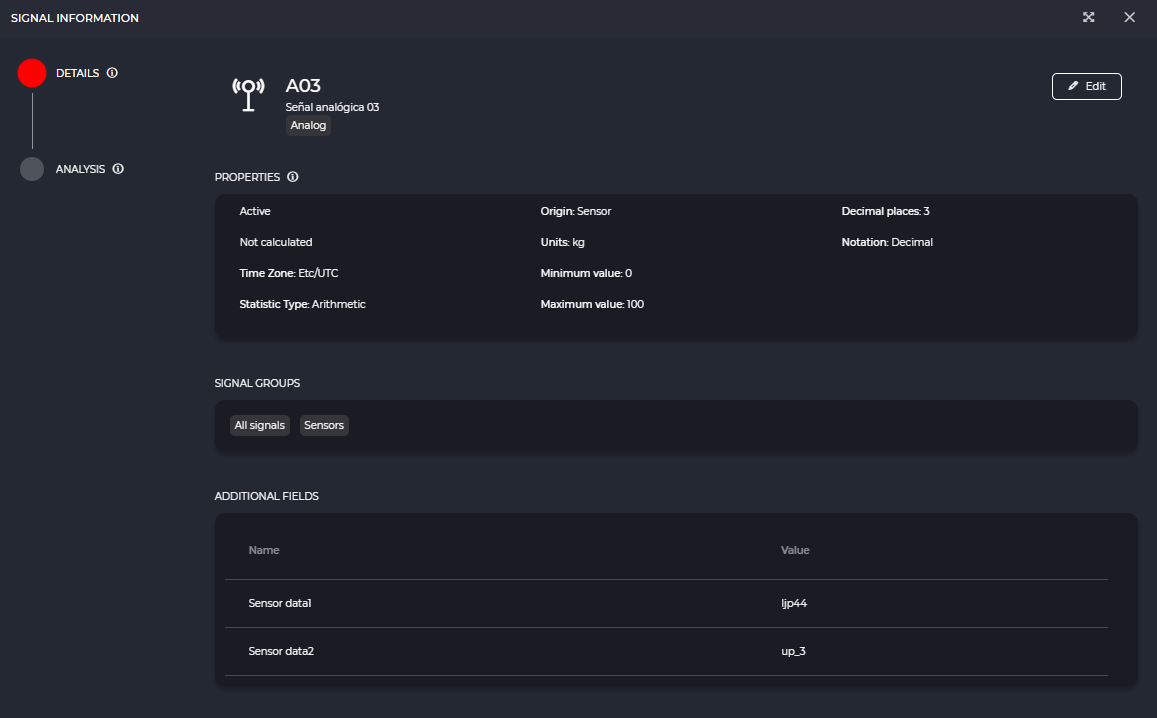 SIGNAL INFORMATION
DETAILS
ANALYSIS
A03
Señal analógica 03
Analog
Edit
PROPERTIES
Active Origin: Sensor Decimal places: 3
Not calculated Units: kg Notation: Decimal
Time Zone: Etc/UTC Minimum value: 0
Statistic Type: Arithmetic Maximum value: 100
SIGNAL GROUPS
All signals Sensors
ADDITIONAL FIELDS
Name Value
Sensor data1 ljp44
Sensor data2 up_3